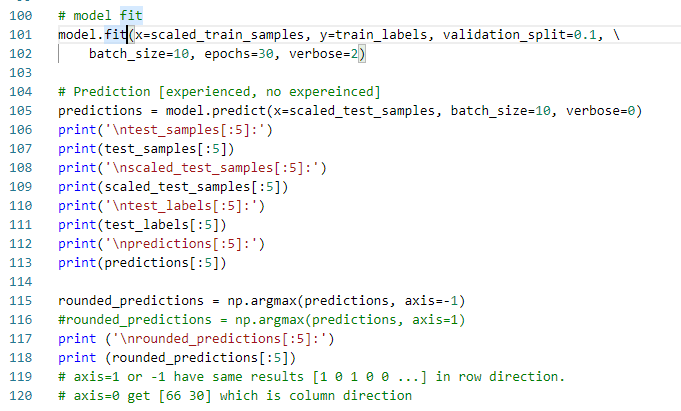 100 # model fit
101 model.fit(x=scaled_train_samples, y=train_labels, validation_split=0.1, \
102 batch_size=10, epochs=30, verbose=2)
103
104 # Prediction [experienced, no expereinced]
105 predictions = model.predict(x=scaled_test_samples, batch_size=10, verbose=0)
106 print('\ntest_samples[:5]:')
107 print(test_samples[:5])
108 print('\nscaled_test_samples[:5]:')
109 print(scaled_test_samples[:5])
110 print('\ntest_labels[:5]:')
111 print(test_labels[:5])
112 print('\npredictions[:5]:')
113 print(predictions[:5])
114
115 rounded_predictions = np.argmax(predictions, axis=-1)
116 #rounded_predictions = np.argmax(predictions, axis=1)
117 print ('\nrounded_predictions[:5]:')
118 print (rounded_predictions[:5])
119 # axis=1 or -1 have same results [1 0 1 0 0 ...] in row direction.
120 # axis=0 get [66 30] which is column direction